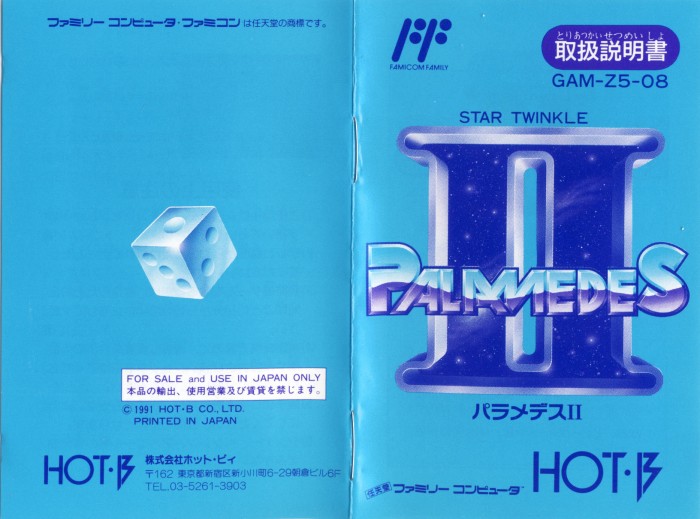 ファミリー コンピュータ・ファミコン は任天堂の商標です。
FOR SALE and USE IN JAPAN ONLY
本品の輸出、使用営業及び賃貸を禁じます。
© 1991 HOT・B CO., LTD.
PRINTED IN JAPAN
HOT・B
株式会社ホット・ビィ
〒162 東京都新宿区新小川町6-29朝倉ビル6F
TEL.03-5261-3903
FF
FAMICOM FAMILY
とりあつかいせつめいしょ
取扱説明書
GAM-Z5-08
STAR TWINKLE
II
PALAMEDES
パラメデスII
任天堂 ファミリー コンピュータ™
HOT・B